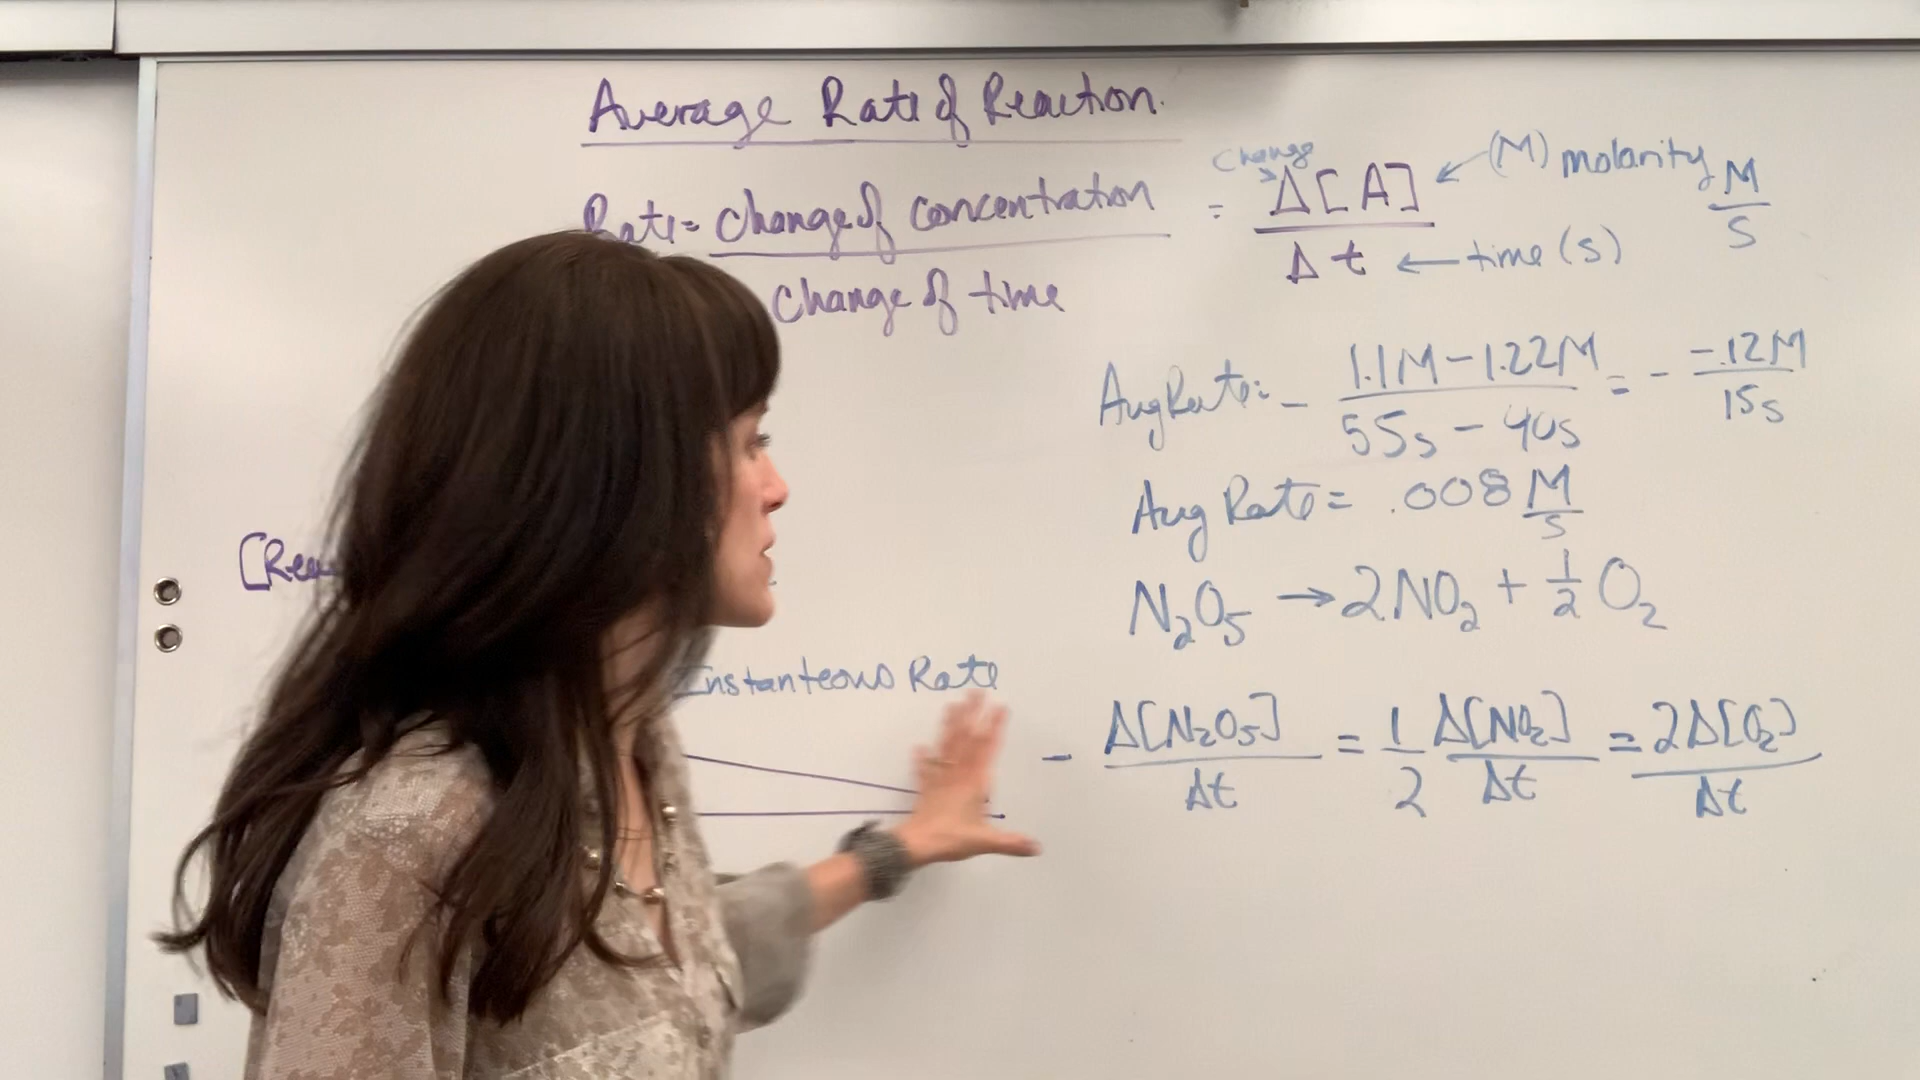 Average Rate of Reaction.
Rate = Change of Concentration / Change of time = Δ[A] / Δt
Change
← (M) molarity
← time (s)
M/S
Avg Rate: - (1.1M - 1.22M) / (55s - 40s) = - -.12M / 15s
Avg Rate = .008 M/S
N₂O₅ → 2NO₂ + 1/2 O₂
Instanteous Rate
- Δ[N₂O₅]/Δt = 1/2 Δ[NO₂]/Δt = 2Δ[O₂]/Δt